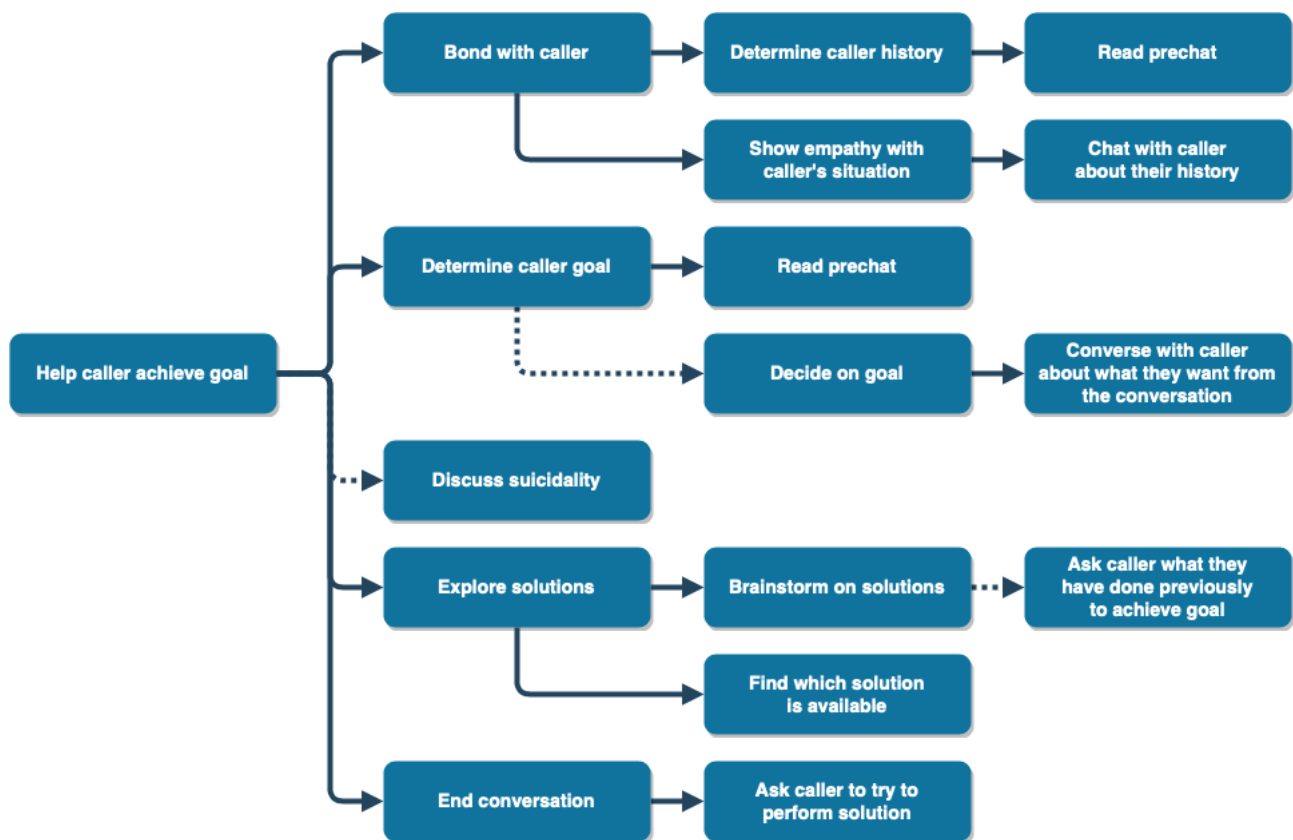 Bond with caller
Determine caller history
Read prechat
Show empathy with
caller's situation
Chat with caller
about their history
Determine caller goal
Read prechat
Help caller achieve goal
Decide on goal
Converse with caller
about what they want from
the conversation
Discuss suicidality
Explore solutions
Brainstorm on solutions
Ask caller what they
have done previously
to achieve goal
Find which solution
is available
End conversation
Ask caller to try to
perform solution